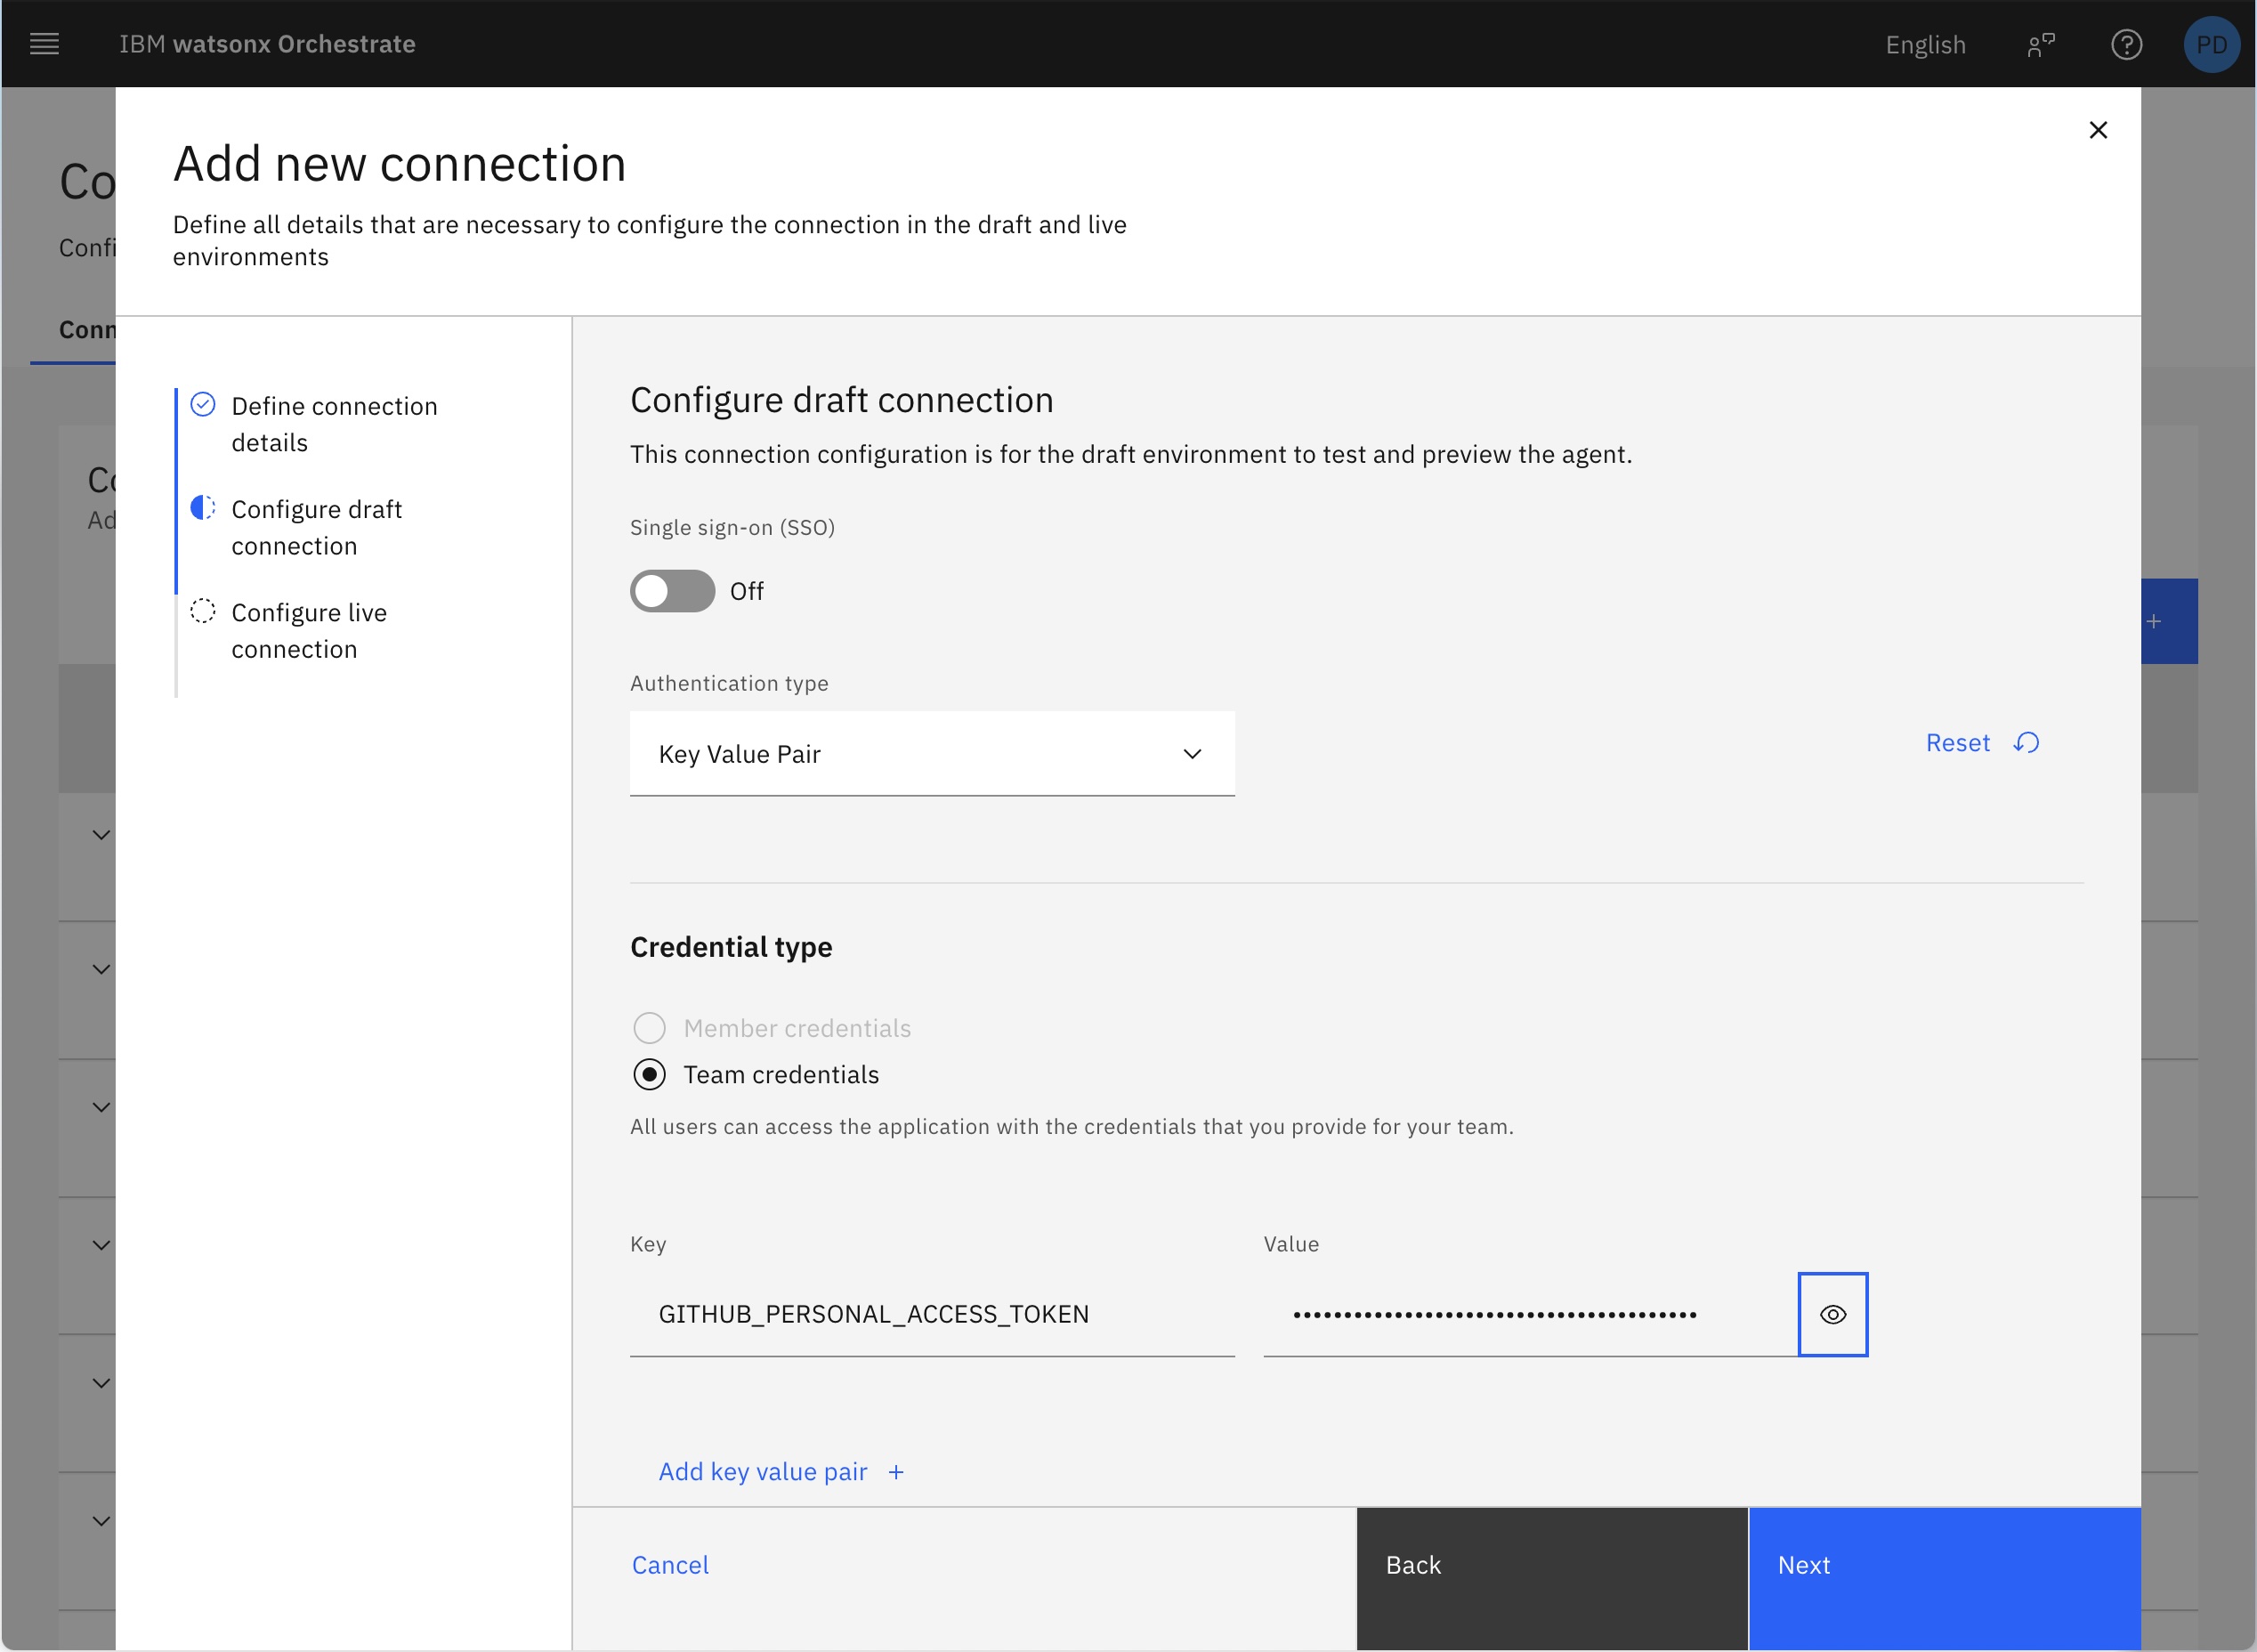 IBM watsonx Orchestrate
English
PD
Co
Confi
Conn
Co
Ad
Add new connection
Define all details that are necessary to configure the connection in the draft and live
environments
Define connection
details
Configure draft
connection
Configure live
connection
Configure draft connection
This connection configuration is for the draft environment to test and preview the agent.
Single sign-on (SSO)
Off
Authentication type
Key Value Pair
Reset
Credential type
Member credentials
Team credentials
All users can access the application with the credentials that you provide for your team.
Key
Value
GITHUB_PERSONAL_ACCESS_TOKEN
Add key value pair +
Cancel
Back
Next